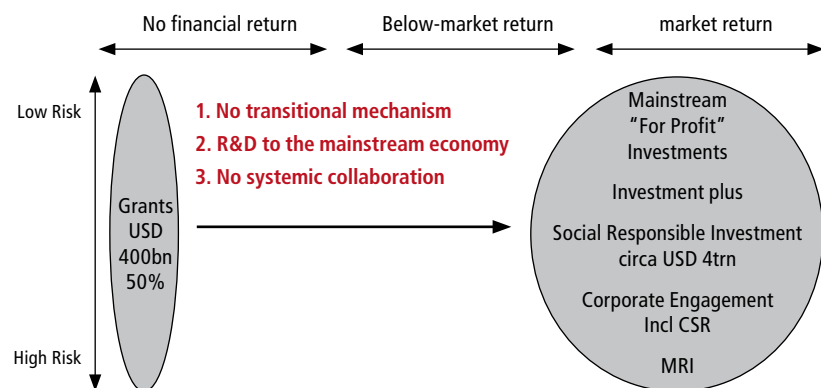 No financial return
Below-market return
market return
Low Risk
High Risk
1. No transitional mechanism
2. R&D to the mainstream economy
3. No systemic collaboration
Grants
USD
400bn
50%
Mainstream
“For Profit”
Investments
Investment plus
Social Responsible Investment
circa USD 4trn
Corporate Engagement
Incl CSR
MRI